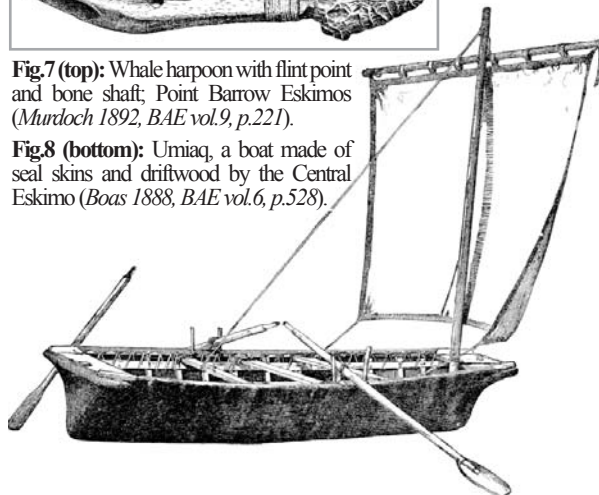 Fig.7 (top): Whale harpoon with flint point
and bone shaft; Point Barrow Eskimos
(Murdoch 1892, BAE vol.9, p.221).
Fig.8 (bottom): Umiaq, a boat made of
seal skins and driftwood by the Central
Eskimo (Boas 1888, BAE vol.6, p.528).